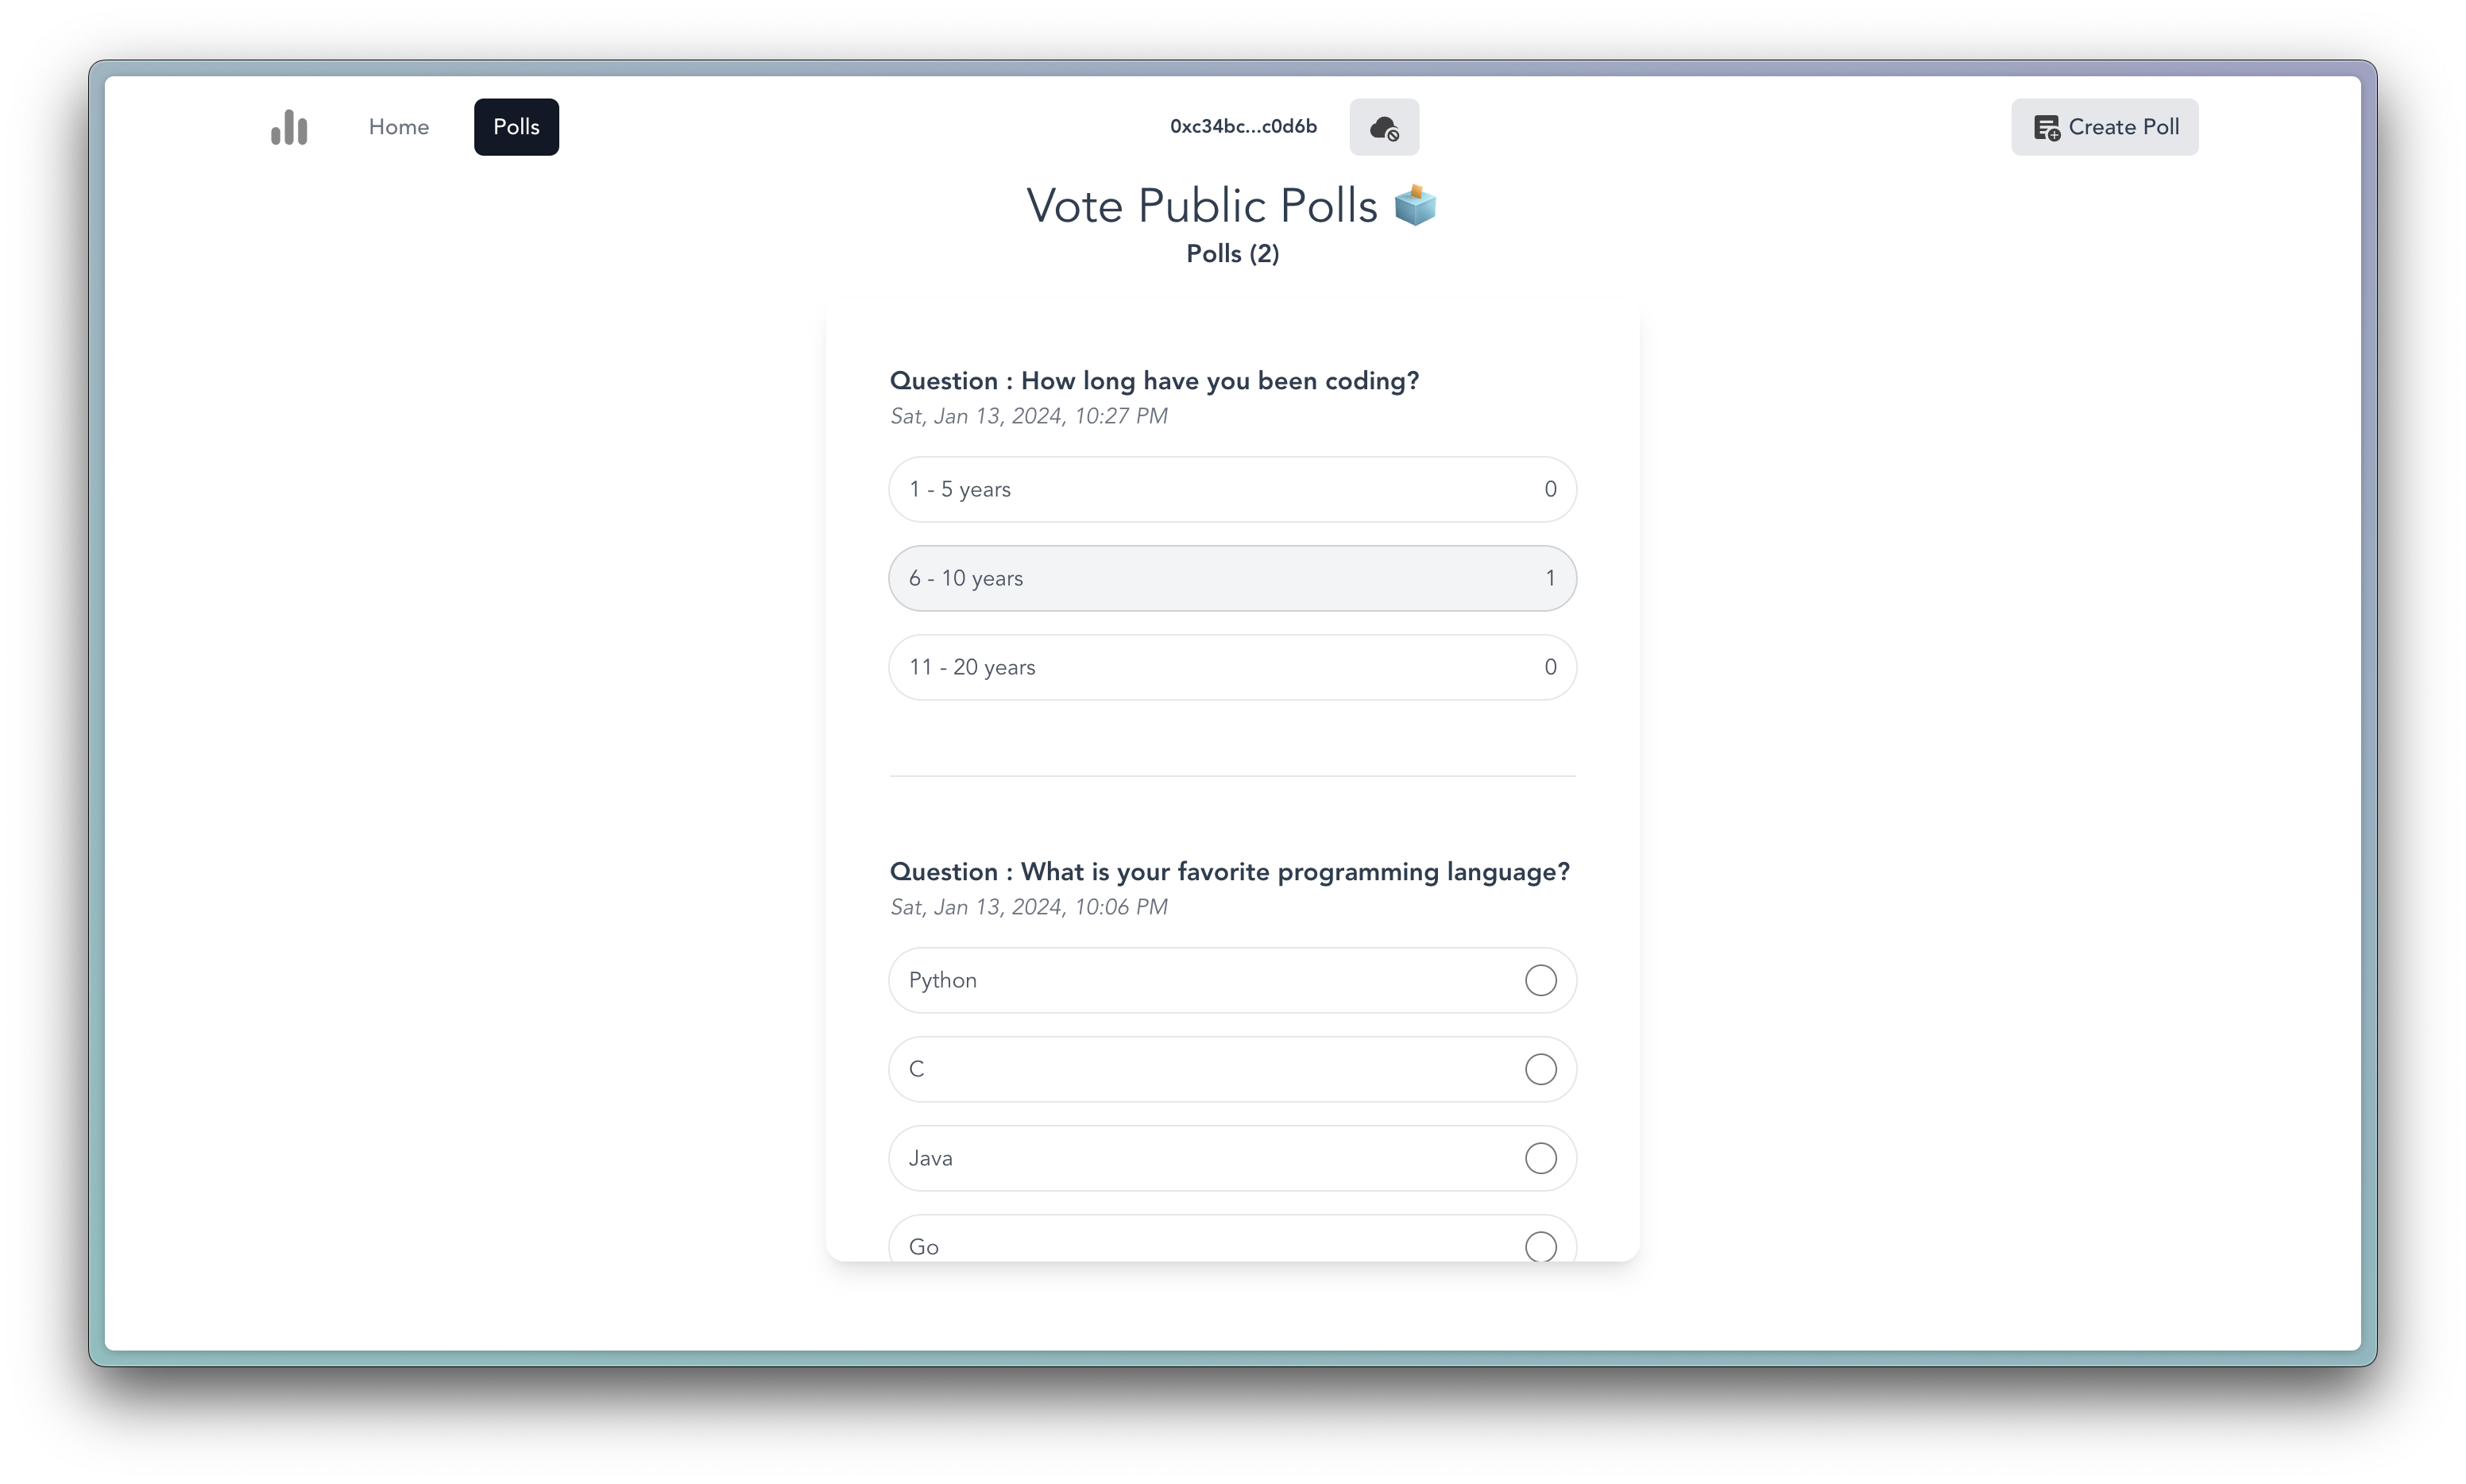 Home
Polls
0xc34bc...c0d6b
Create Poll
Vote Public Polls
Polls (2)
Question : How long have you been coding?
Sat, Jan 13, 2024, 10:27 PM
1 - 5 years 0
6 - 10 years 1
11 - 20 years 0
Question : What is your favorite programming language?
Sat, Jan 13, 2024, 10:06 PM
Python
C
Java
Go